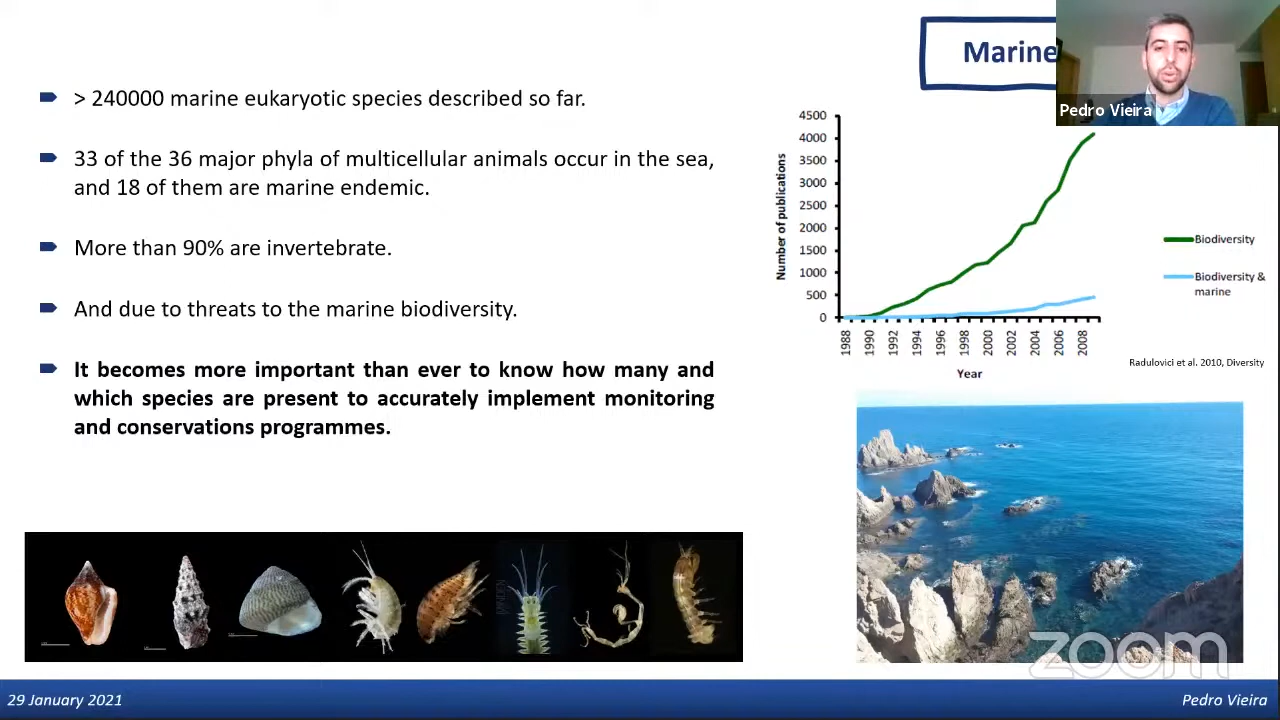 Marine
Pedro Vieira
> 240000 marine eukaryotic species described so far.
33 of the 36 major phyla of multicellular animals occur in the sea,
and 18 of them are marine endemic.
More than 90% are invertebrate.
And due to threats to the marine biodiversity.
It becomes more important than ever to know how many and
which species are present to accurately implement monitoring
and conservations programmes.
4500
4000
3500
3000
2500
2000
1500
1000
500
0
Number of publications
1988
1990
1992
1994
1996
1998
2000
2002
2004
2006
2008
Year
Biodiversity
Biodiversity &
marine
Radulovici et al. 2010, Diversity
zoom
29 January 2021
Pedro Vieira